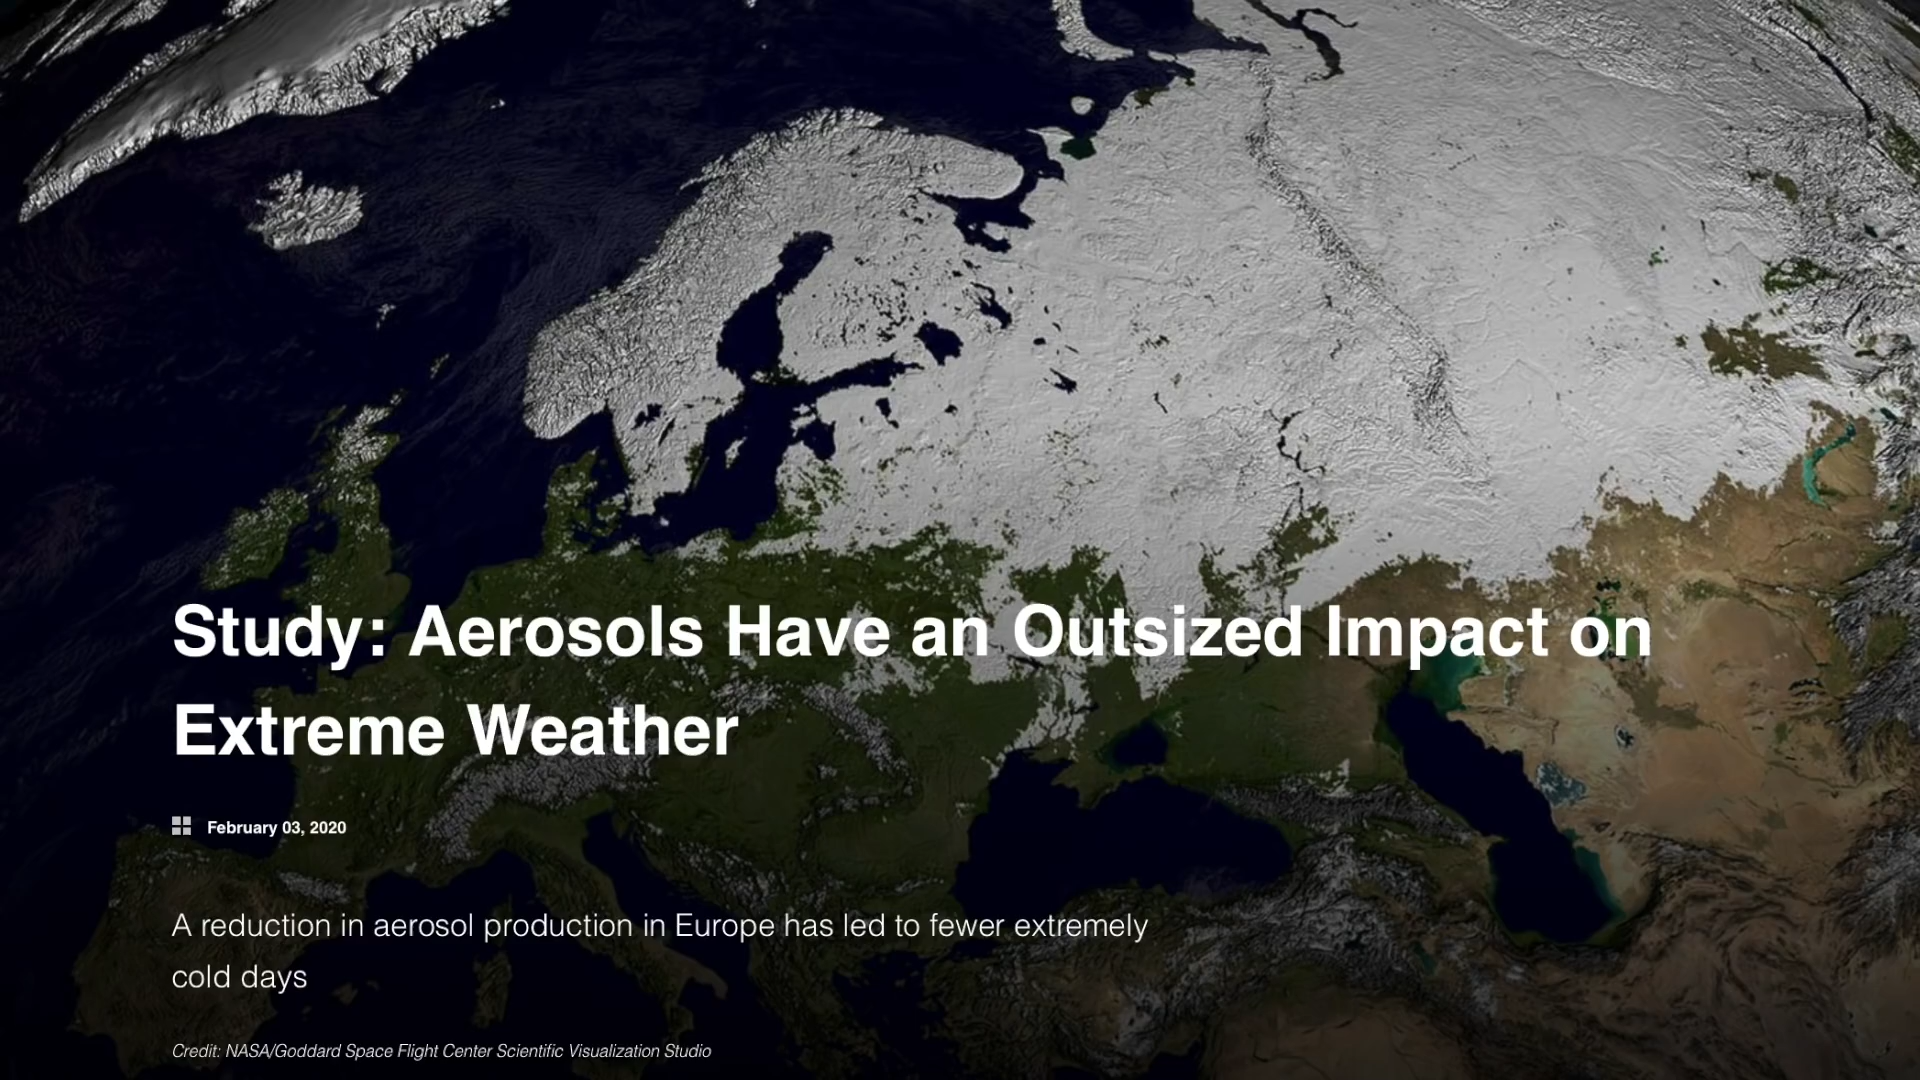 Study: Aerosols Have an Outsized Impact on
Extreme Weather
February 03, 2020
A reduction in aerosol production in Europe has led to fewer extremely
cold days
Credit: NASA/Goddard Space Flight Center Scientific Visualization Studio